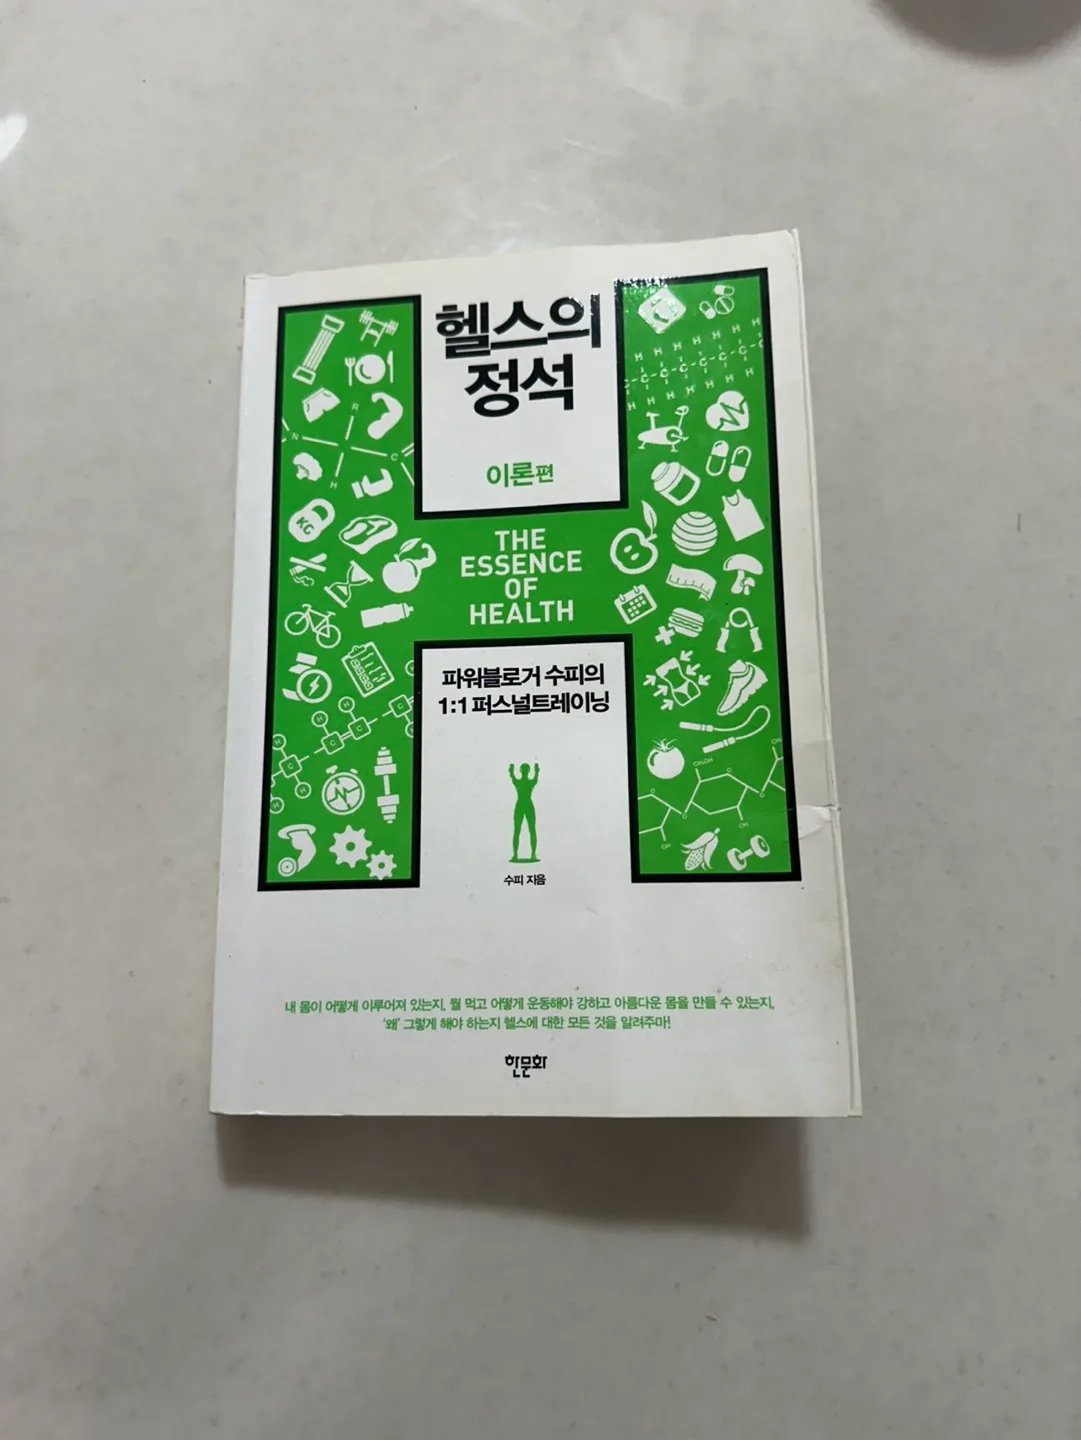 헬스의
정석
이론편
THE
ESSENCE
OF
HEALTH
파워블로거 수피의
1:1 퍼스널트레이닝
수피 지음
내 몸이 어떻게 이루어져 있는지, 뭘 먹고 어떻게 운동해야 강하고 아름다운 몸을 만들 수 있는지,
'왜' 그렇게 해야 하는지 헬스에 대한 모든 것을 알려주마!
한문화